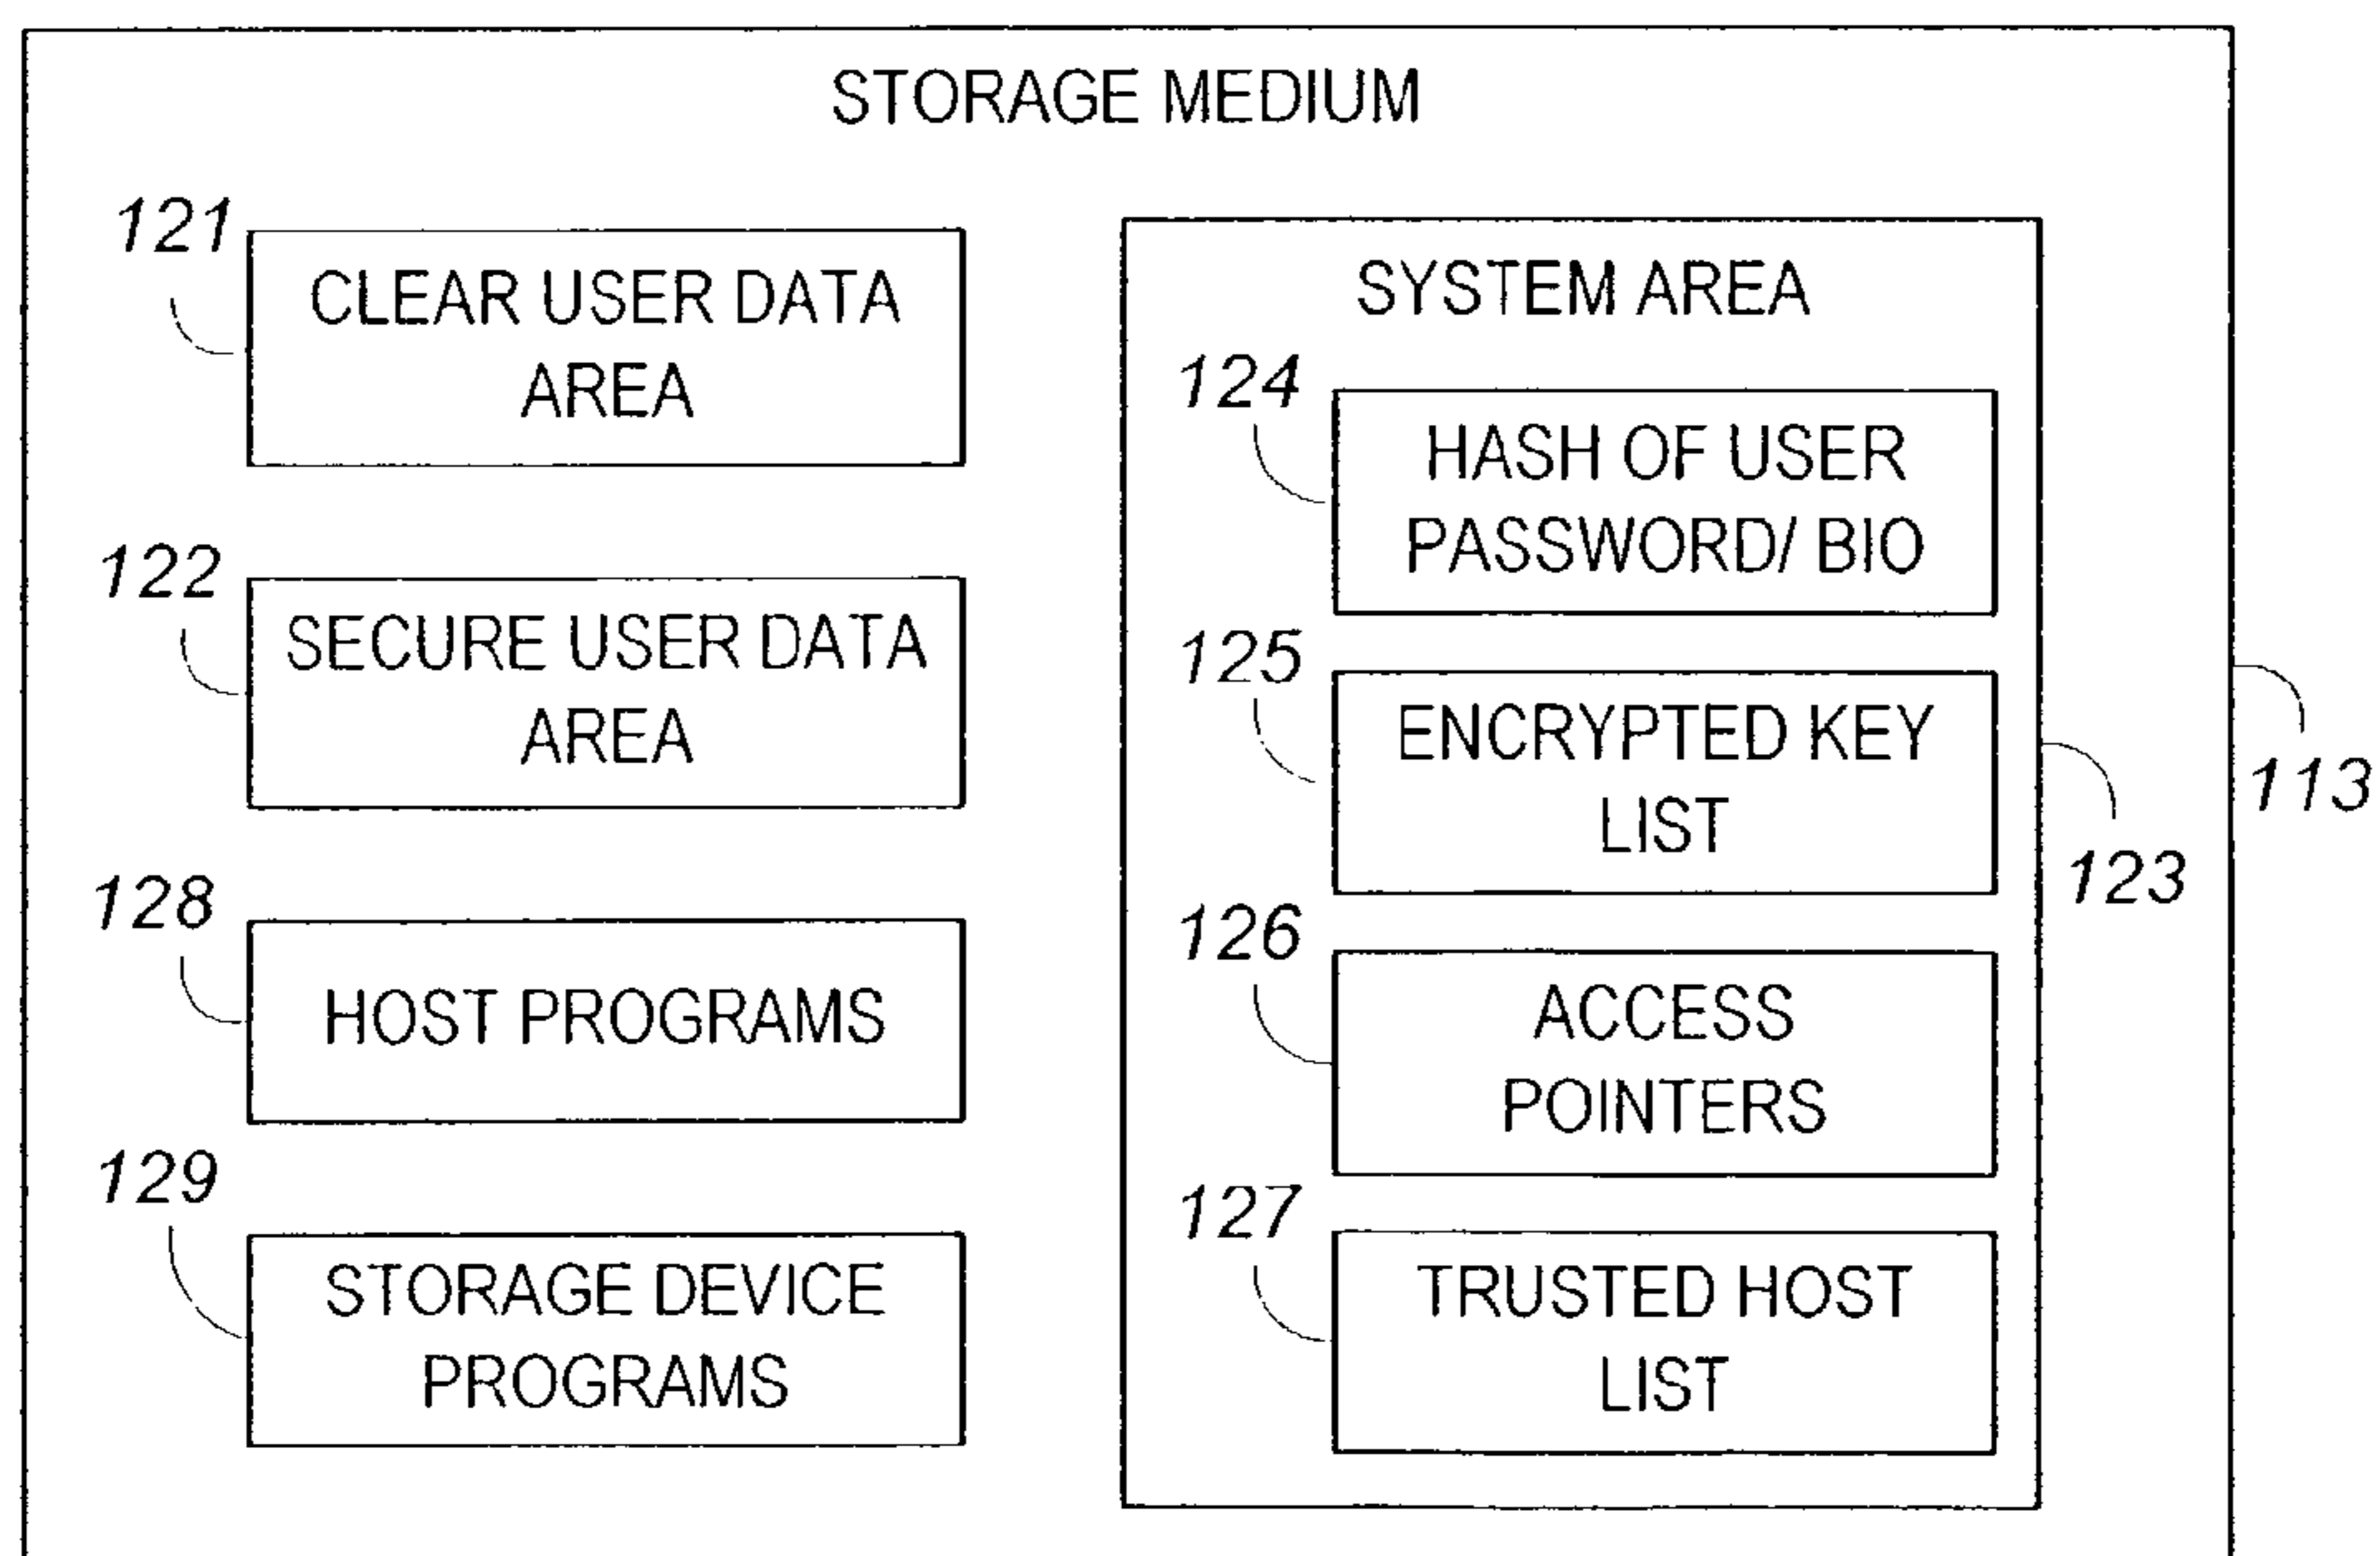 STORAGE MEDIUM
121
CLEAR USER DATA
AREA
122
SECURE USER DATA
AREA
128
HOST PROGRAMS
129
STORAGE DEVICE
PROGRAMS
SYSTEM AREA
124
HASH OF USER
PASSWORD/ BIO
125
ENCRYPTED KEY
LIST
126
ACCESS
POINTERS
127
TRUSTED HOST
LIST
123
113